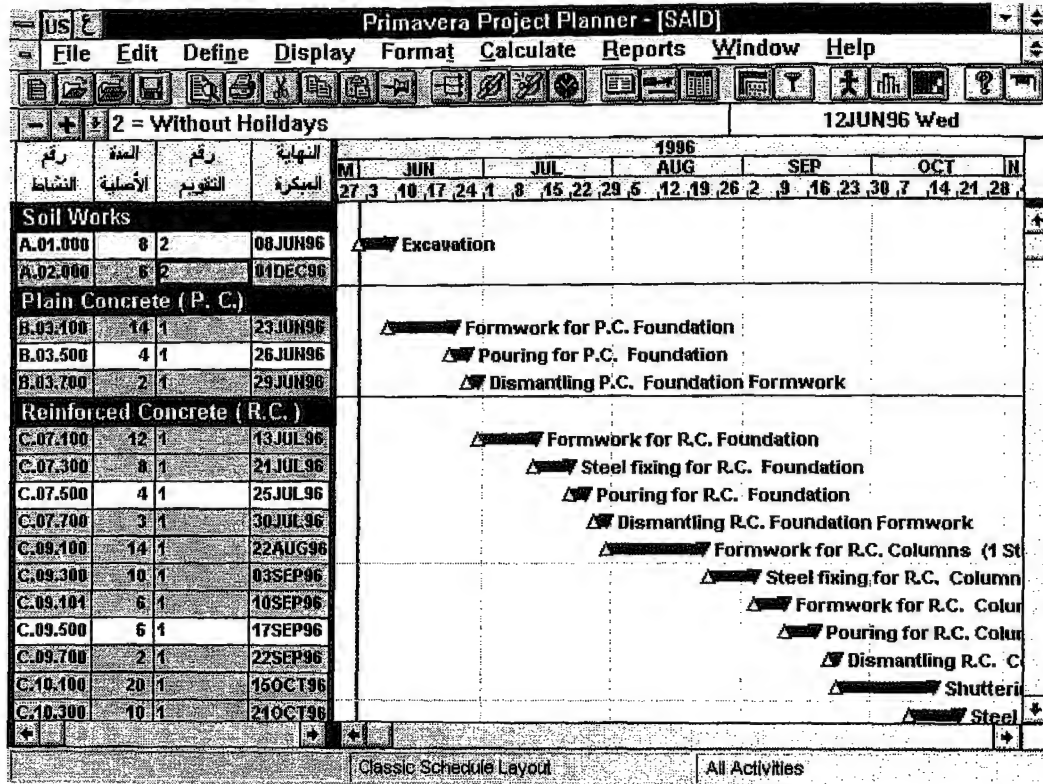 US ع Primavera Project Planner - [SAID]
File Edit Define Display Format Calculate Reports Window Help
2 = Without Hoildays 12JUN96 Wed
رقم النشاط المدة الأصلية رقم التقويم النهاية المبكرة
1996
M JUN JUL AUG SEP OCT N
27 3 10 17 24 1 8 15 22 29 5 12 19 26 2 9 16 23 30 7 14 21 28
Soil Works
A.01.000 8 2 08JUN96 Excavation
A.02.000 6 2 01DEC96
Plain Concrete ( P. C.)
B.03.100 14 1 23JUN96 Formwork for P.C. Foundation
B.03.500 4 1 26JUN96 Pouring for P.C. Foundation
B.03.700 2 1 29JUN96 Dismantling P.C. Foundation Formwork
Reinforced Concrete ( R.C. )
C.07.100 12 1 13JUL96 Formwork for R.C. Foundation
C.07.300 8 1 21JUL96 Steel fixing for R.C. Foundation
C.07.500 4 1 25JUL96 Pouring for R.C. Foundation
C.07.700 3 1 30JUL96 Dismantling R.C. Foundation Formwork
C.09.100 14 1 22AUG96 Formwork for R.C. Columns (1 St
C.09.300 10 1 03SEP96 Steel fixing for R.C. Column
C.09.101 6 1 10SEP96 Formwork for R.C. Colur
C.09.500 6 1 17SEP96 Pouring for R.C. Colur
C.09.700 2 1 22SEP96 Dismantling R.C. C
C.10.100 20 1 15OCT96 Shutteri
C.10.300 10 1 21OCT96 Steel
Classic Schedule Layout All Activities